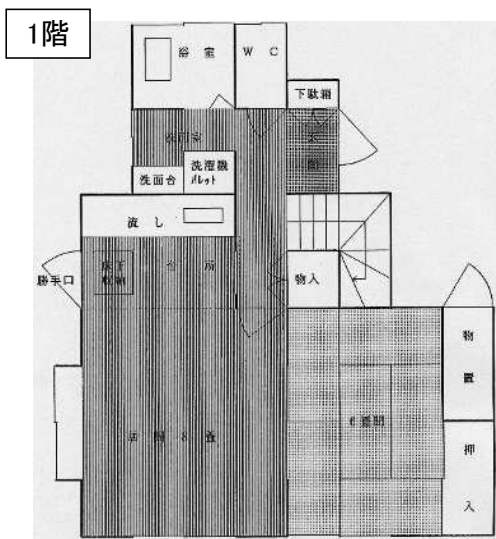 1階
浴室
WC
下駄箱
洗面室
玄関
洗面台
洗濯機
パレット
流し
床下
収納
台所
勝手口
物入
物置
居間8畳
6畳間
押入